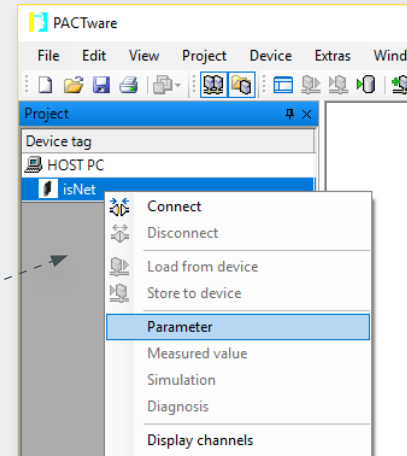 PACTware
File Edit View Project Device Extras Wind
Project
Device tag
HOST PC
isNet
Connect
Disconnect
Load from device
Store to device
Parameter
Measured value
Simulation
Diagnosis
Display channels